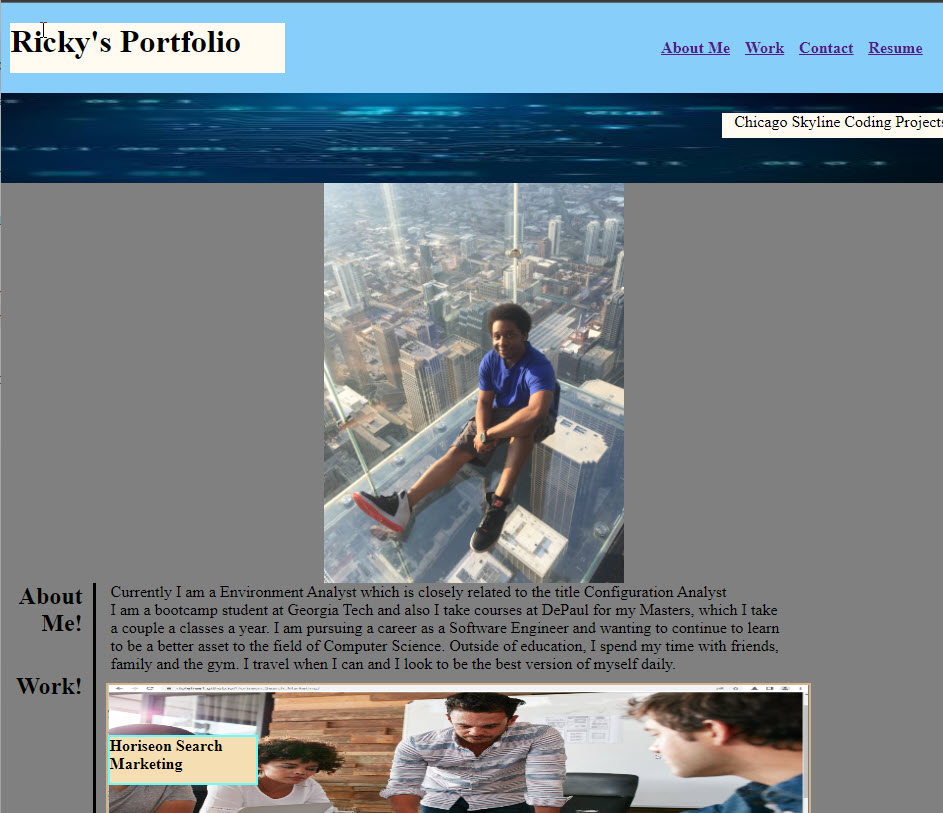 Ricky's Portfolio
About Me Work Contact Resume
Chicago Skyline Coding Projects
About
Me!
Currently I am a Environment Analyst which is closely related to the title Configuration Analyst
I am a bootcamp student at Georgia Tech and also I take courses at DePaul for my Masters, which I take
a couple a classes a year. I am pursuing a career as a Software Engineer and wanting to continue to learn
to be a better asset to the field of Computer Science. Outside of education, I spend my time with friends,
family and the gym. I travel when I can and I look to be the best version of myself daily.
Work!
Horiseon Search
Marketing